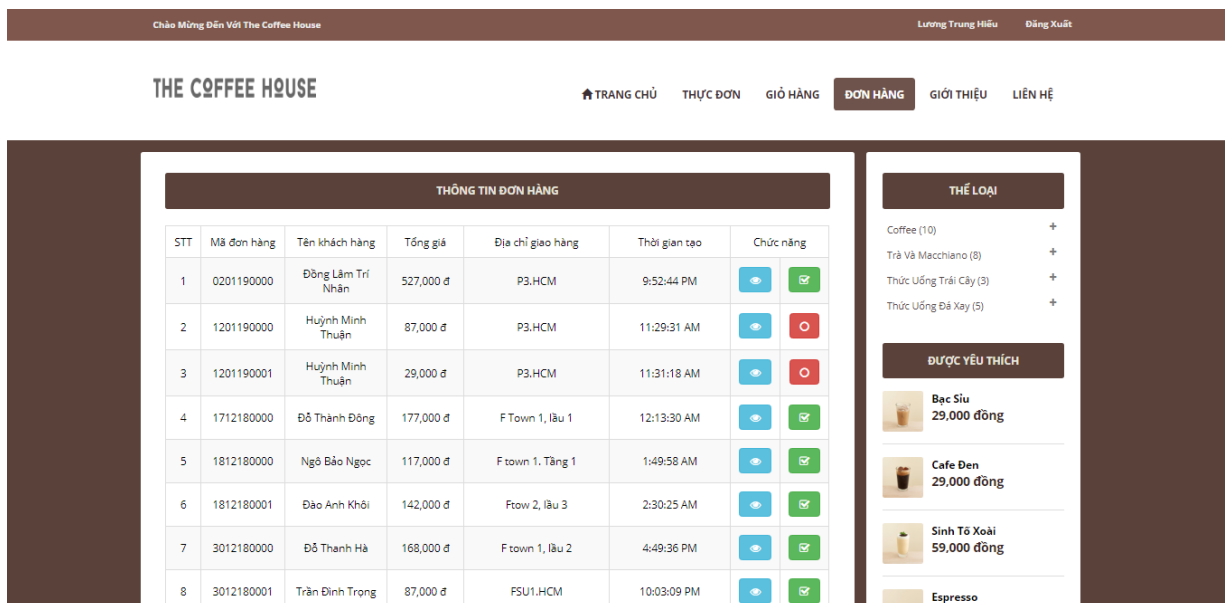 Chào Mừng Đến Với The Coffee House
Lương Trung Hiếu Đăng Xuất
THE COFFEE HOUSE
TRANG CHỦ THỰC ĐƠN GIỎ HÀNG ĐƠN HÀNG GIỚI THIỆU LIÊN HỆ
THÔNG TIN ĐƠN HÀNG
STT Mã đơn hàng Tên khách hàng Tổng giá Địa chỉ giao hàng Thời gian tạo Chức năng
1 0201190000 Đồng Lâm Trí Nhân 527,000 đ P3.HCM 9:52:44 PM
2 1201190000 Huỳnh Minh Thuận 87,000 đ P3.HCM 11:29:31 AM
3 1201190001 Huỳnh Minh Thuận 29,000 đ P3.HCM 11:31:18 AM
4 1712180000 Đỗ Thành Đông 177,000 đ F Town 1, lầu 1 12:13:30 AM
5 1812180000 Ngô Bảo Ngọc 117,000 đ F town 1. Tầng 1 1:49:58 AM
6 1812180001 Đào Anh Khôi 142,000 đ Ftow 2, lầu 3 2:30:25 AM
7 3012180000 Đỗ Thanh Hà 168,000 đ F town 1, lầu 2 4:49:36 PM
8 3012180001 Trần Đình Trọng 87,000 đ FSU1.HCM 10:03:09 PM
THỂ LOẠI
Coffee (10) +
Trà Và Macchiano (8) +
Thức Uống Trái Cây (3) +
Thức Uống Đá Xay (5) +
ĐƯỢC YÊU THÍCH
Bạc Sỉu
29,000 đồng
Cafe Đen
29,000 đồng
Sinh Tố Xoài
59,000 đồng
Espresso